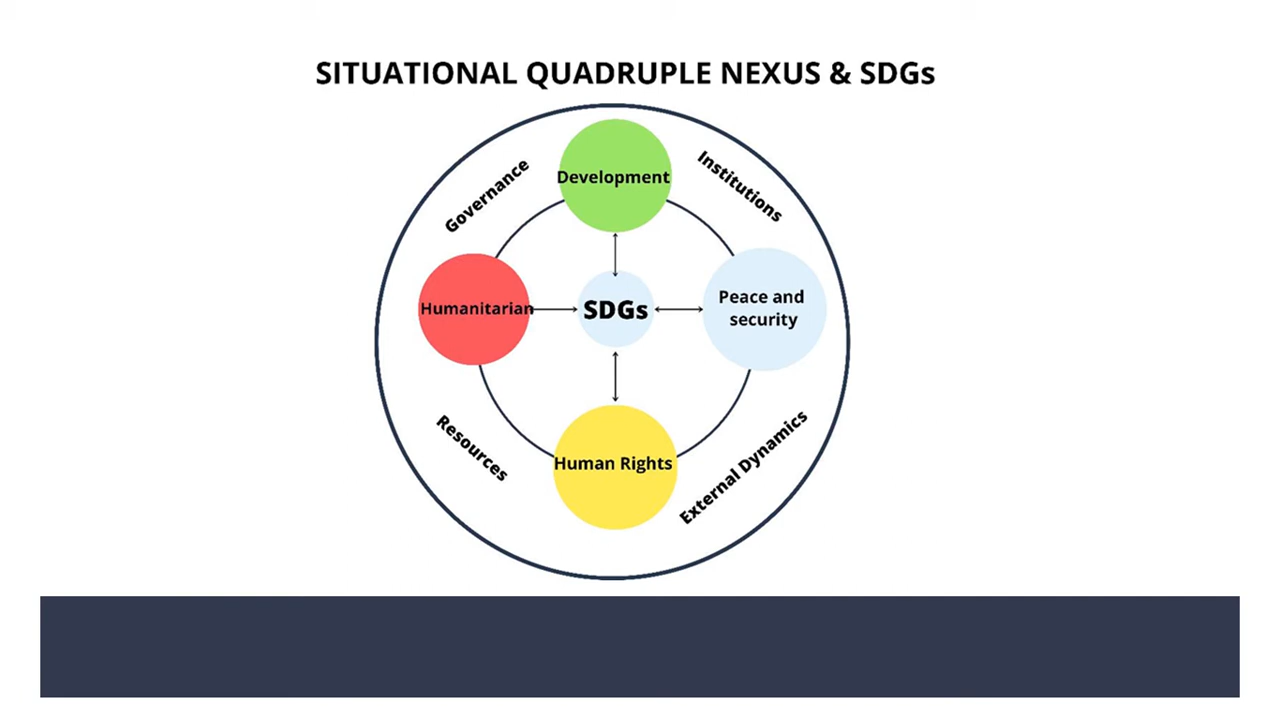 SITUATIONAL QUADRUPLE NEXUS & SDGs
Governance
Development
Institutions
Humanitarian
SDGs
Peace and
security
Resources
Human Rights
External Dynamics